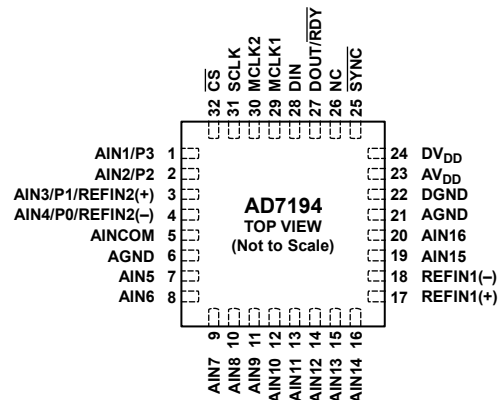 32 C̅S̅
31 SCLK
30 MCLK2
29 MCLK1
28 DIN
27 DOUT/R̅D̅Y̅
26 NC
25 S̅Y̅N̅C̅
AIN1/P3 1
AIN2/P2 2
AIN3/P1/REFIN2(+) 3
AIN4/P0/REFIN2(–) 4
AINCOM 5
AGND 6
AIN5 7
AIN6 8
AD7194
TOP VIEW
(Not to Scale)
24 DVDD
23 AVDD
22 DGND
21 AGND
20 AIN16
19 AIN15
18 REFIN1(–)
17 REFIN1(+)
AIN7 9
AIN8 10
AIN9 11
AIN10 12
AIN11 13
AIN12 14
AIN13 15
AIN14 16